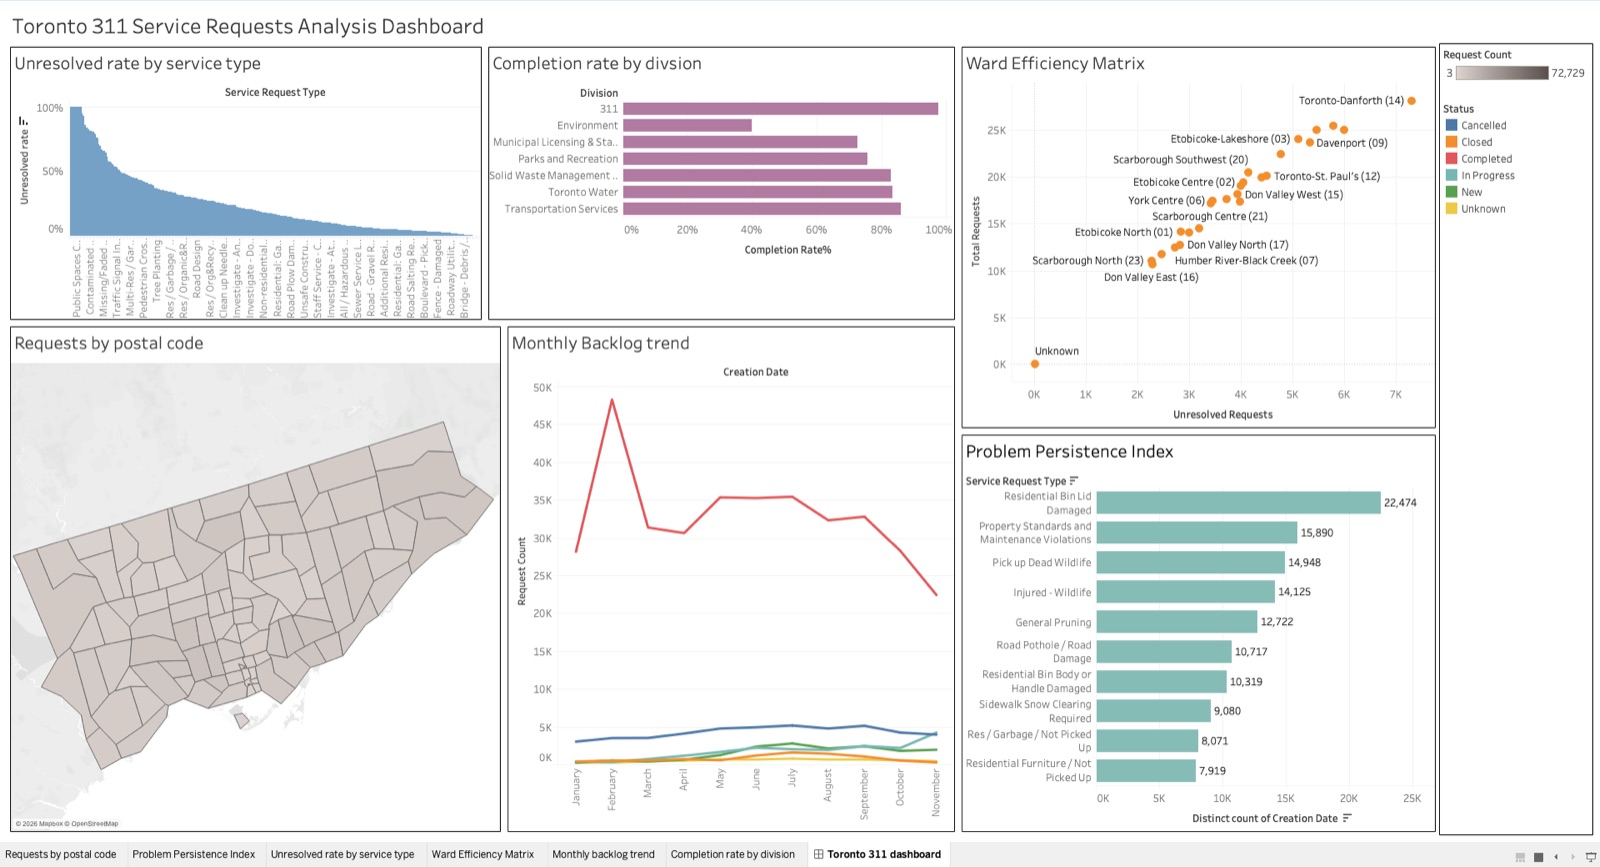 Toronto 311 Service Requests Analysis Dashboard
Unresolved rate by service type
Service Request Type
Unresolved rate
100%
50%
0%
Public Spaces C..
Contaminated ..
Missing/Faded ..
Traffic Signal In..
Multi-Res / Gar..
Pedestrian Cros..
Tree Planting
Res / Garbage / ..
Res / Organic&R..
Road Design
Res / Org&Recy..
Clean up Needle..
Investigate - An..
Investigate - Do..
Non-residential..
Residential: Ga..
Road Plow Dam..
Unsafe Constru..
Staff Service - C..
Investigate - At..
All / Hazardous ..
Sewer Service L..
Road - Gravel R..
Additional Resi..
Residential: Ga..
Road Salting Re..
Boulevard - Pick..
Fence - Damaged
Roadway Utilit..
Bridge - Debris /..
Completion rate by divsion
Division
311
Environment
Municipal Licensing & Sta..
Parks and Recreation
Solid Waste Management ..
Toronto Water
Transportation Services
0% 20% 40% 60% 80% 100%
Completion Rate%
Ward Efficiency Matrix
Total Requests
25K
20K
15K
10K
5K
0K
Toronto-Danforth (14)
Etobicoke-Lakeshore (03)
Davenport (09)
Scarborough Southwest (20)
Toronto-St. Paul's (12)
Etobicoke Centre (02)
Don Valley West (15)
York Centre (06)
Scarborough Centre (21)
Etobicoke North (01)
Don Valley North (17)
Scarborough North (23)
Humber River-Black Creek (07)
Don Valley East (16)
Unknown
0K 1K 2K 3K 4K 5K 6K 7K
Unresolved Requests
Request Count
3 72,729
Status
Cancelled
Closed
Completed
In Progress
New
Unknown
Requests by postal code
© 2026 Mapbox © OpenStreetMap
Monthly Backlog trend
Creation Date
Request Count
50K
45K
40K
35K
30K
25K
20K
15K
10K
5K
0K
January
February
March
April
May
June
July
August
September
October
November
Problem Persistence Index
Service Request Type
Residential Bin Lid
Damaged
22,474
Property Standards and
Maintenance Violations
15,890
Pick up Dead Wildlife
14,948
Injured - Wildlife
14,125
General Pruning
12,722
Road Pothole / Road
Damage
10,717
Residential Bin Body or
Handle Damaged
10,319
Sidewalk Snow Clearing
Required
9,080
Res / Garbage / Not Picked
Up
8,071
Residential Furniture / Not
Picked Up
7,919
0K 5K 10K 15K 20K 25K
Distinct count of Creation Date
Requests by postal code
Problem Persistence Index
Unresolved rate by service type
Ward Efficiency Matrix
Monthly backlog trend
Completion rate by division
Toronto 311 dashboard